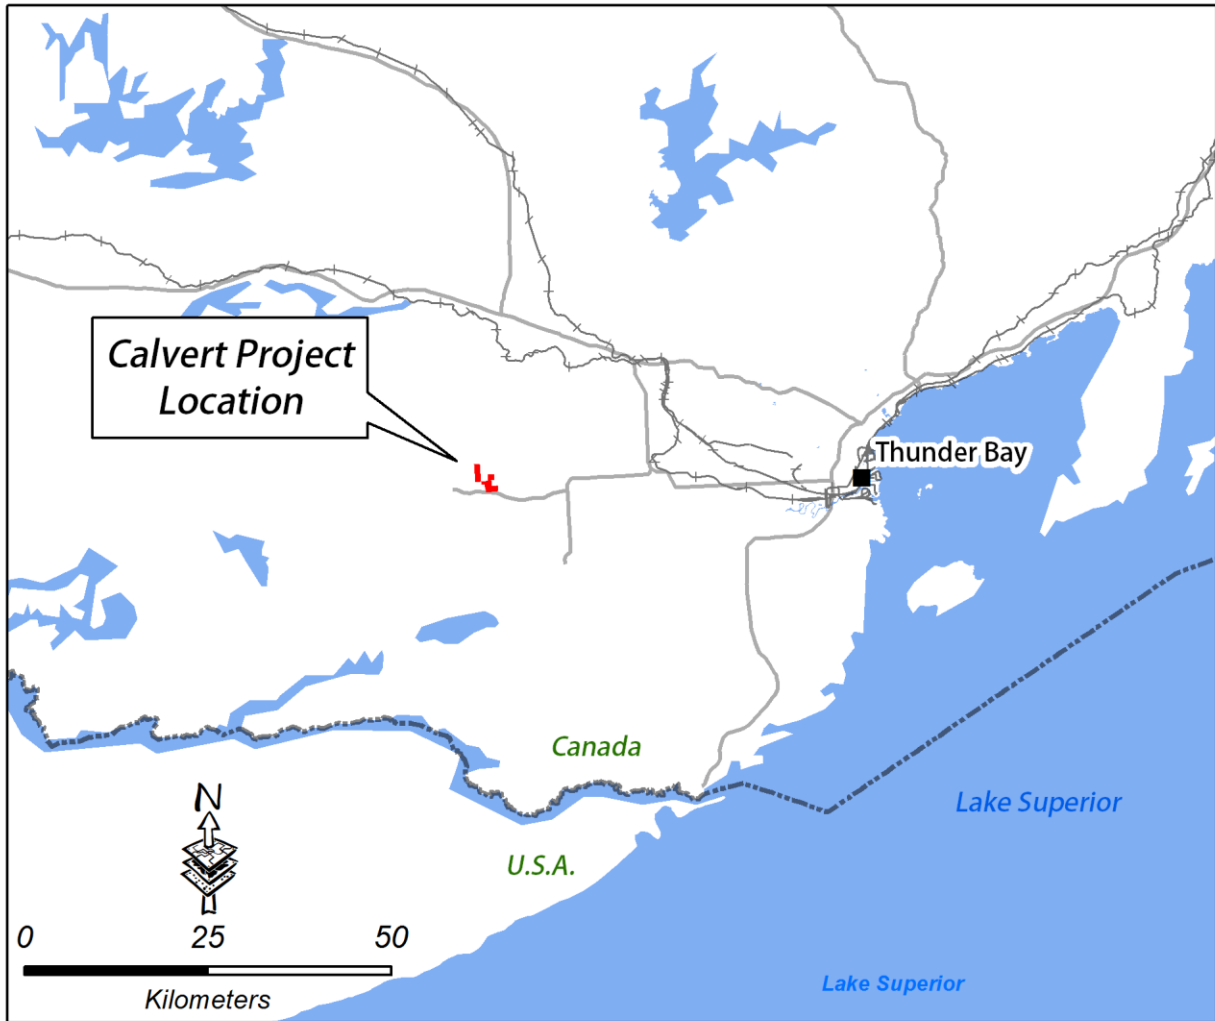 Calvert Project
Location
Thunder Bay
Canada
Lake Superior
U.S.A.
N
0 25 50
Kilometers
Lake Superior